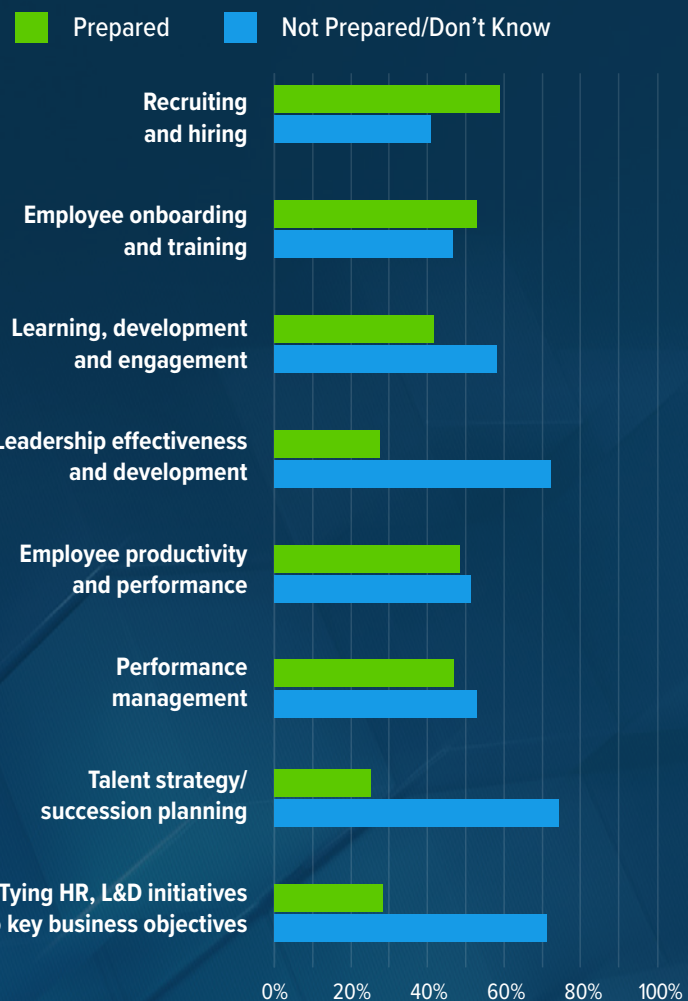 Prepared
Not Prepared/Don’t Know
Recruiting
and hiring
Employee onboarding
and training
Learning, development
and engagement
Leadership effectiveness
and development
Employee productivity
and performance
Performance
management
Talent strategy/
succession planning
Tying HR, L&D initiatives
key business objectives
0% 20% 40% 60% 80% 100%